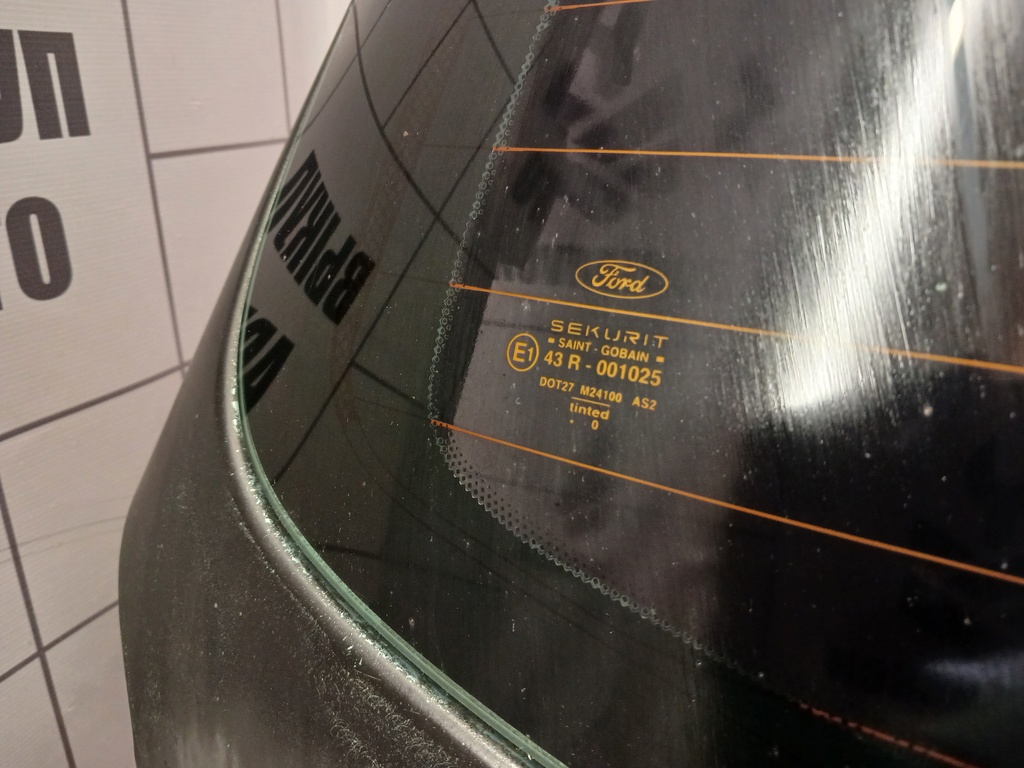 Ford
SEKURIT
SAINT-GOBAIN
E1 43 R - 001025
DOT27 M24100 AS2
tinted
. 0